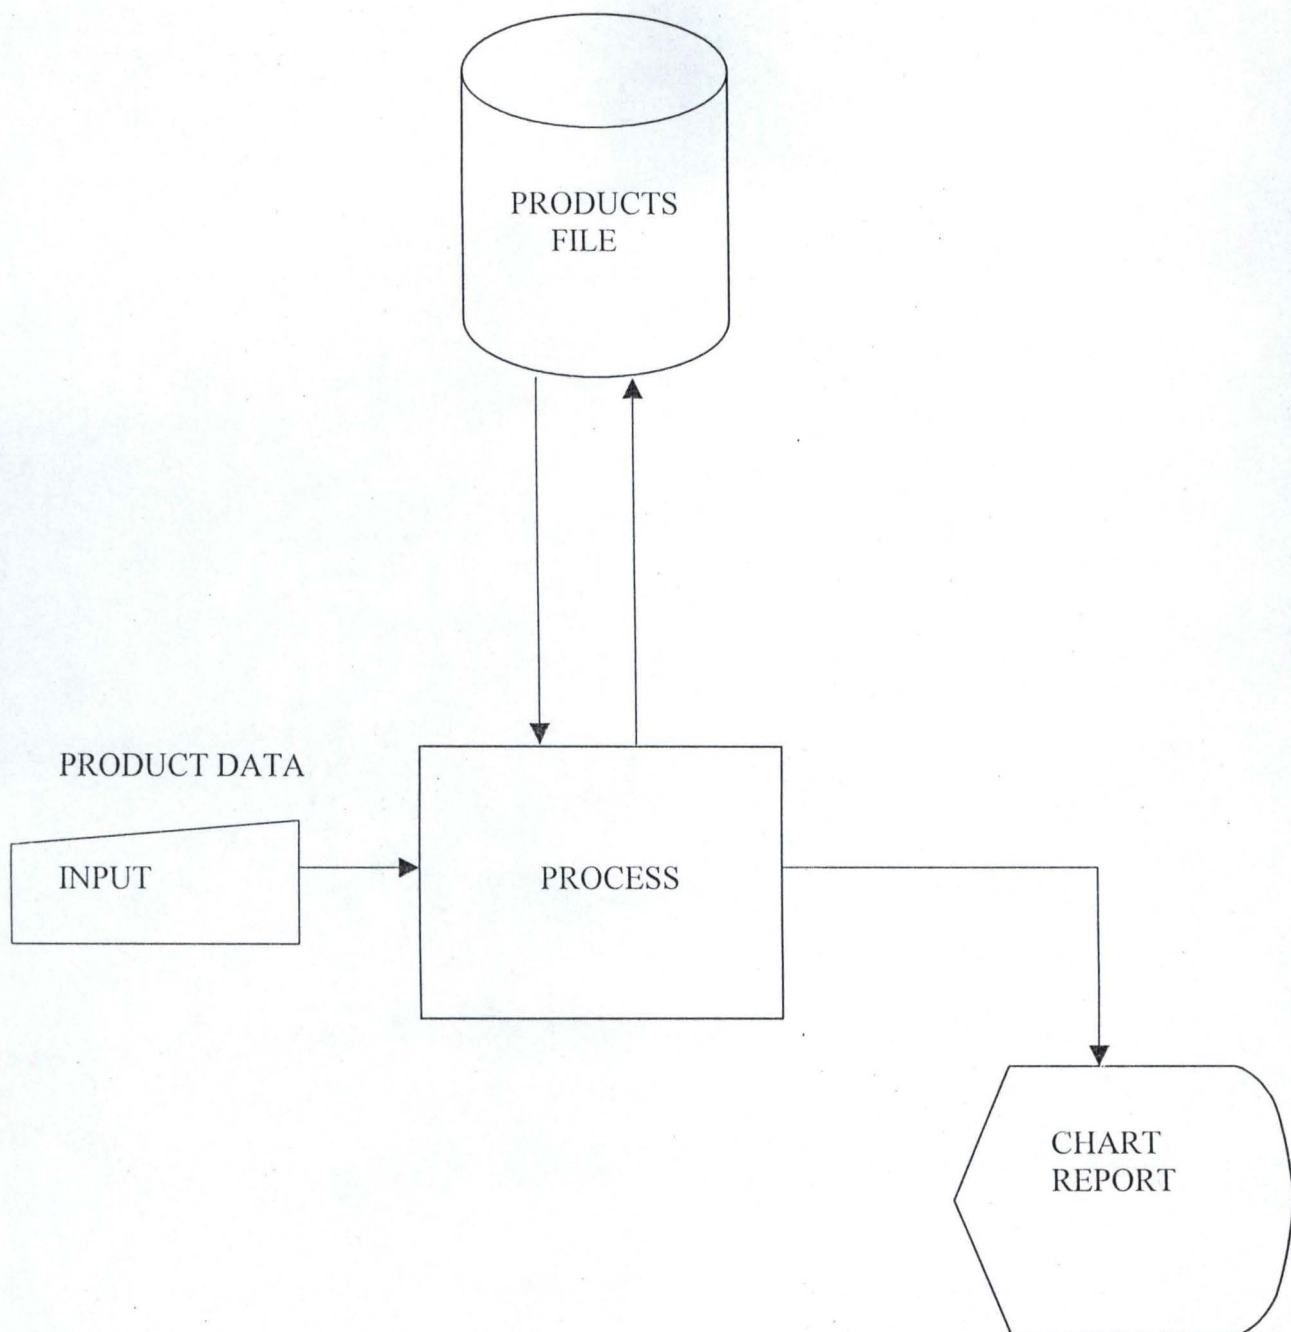 PRODUCTS
FILE
PRODUCT DATA
INPUT
PROCESS
CHART
REPORT